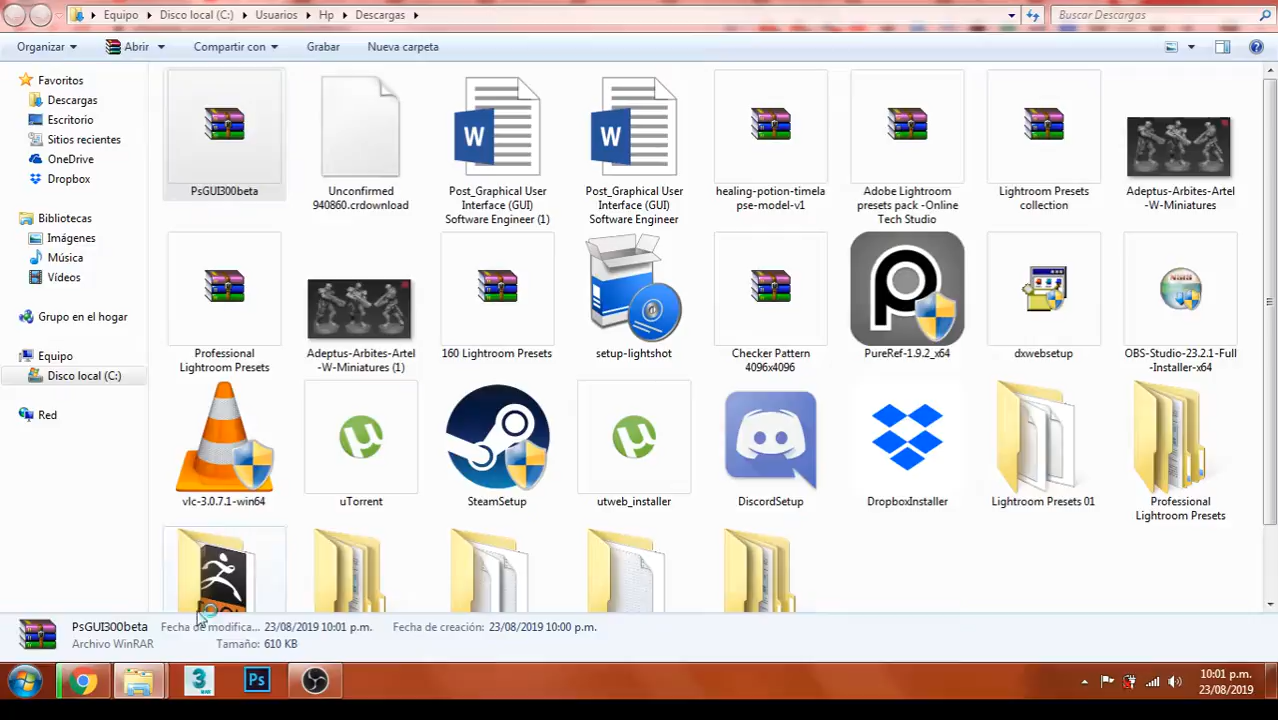 Equipo ▸ Disco local (C:) ▸ Usuarios ▸ Hp ▸ Descargas ▸
Buscar Descargas
Organizar
Abrir
Compartir con
Grabar
Nueva carpeta
Favoritos
Descargas
Escritorio
Sitios recientes
OneDrive
Dropbox
Bibliotecas
Imágenes
Música
Vídeos
Grupo en el hogar
Equipo
Disco local (C:)
Red
PsGUI300beta
Unconfirmed
940860.crdownload
Post_Graphical User
Interface (GUI)
Software Engineer (1)
Post_Graphical User
Interface (GUI)
Software Engineer
healing-potion-timela
pse-model-v1
Adobe Lightroom
presets pack -Online
Tech Studio
Lightroom Presets
collection
Adeptus-Arbites-Artel
-W-Miniatures
Professional
Lightroom Presets
Adeptus-Arbites-Artel
-W-Miniatures (1)
160 Lightroom Presets
setup-lightshot
Checker Pattern
4096x4096
PureRef-1.9.2_x64
dxwebsetup
OBS-Studio-23.2.1-Full
-Installer-x64
vlc-3.0.7.1-win64
uTorrent
SteamSetup
utweb_installer
DiscordSetup
DropboxInstaller
Lightroom Presets 01
Professional
Lightroom Presets
PsGUI300beta
Fecha de modifica... 23/08/2019 10:01 p.m.
Fecha de creación: 23/08/2019 10:00 p.m.
Archivo WinRAR
Tamaño: 610 KB
Ps
10:01 p.m.
23/08/2019